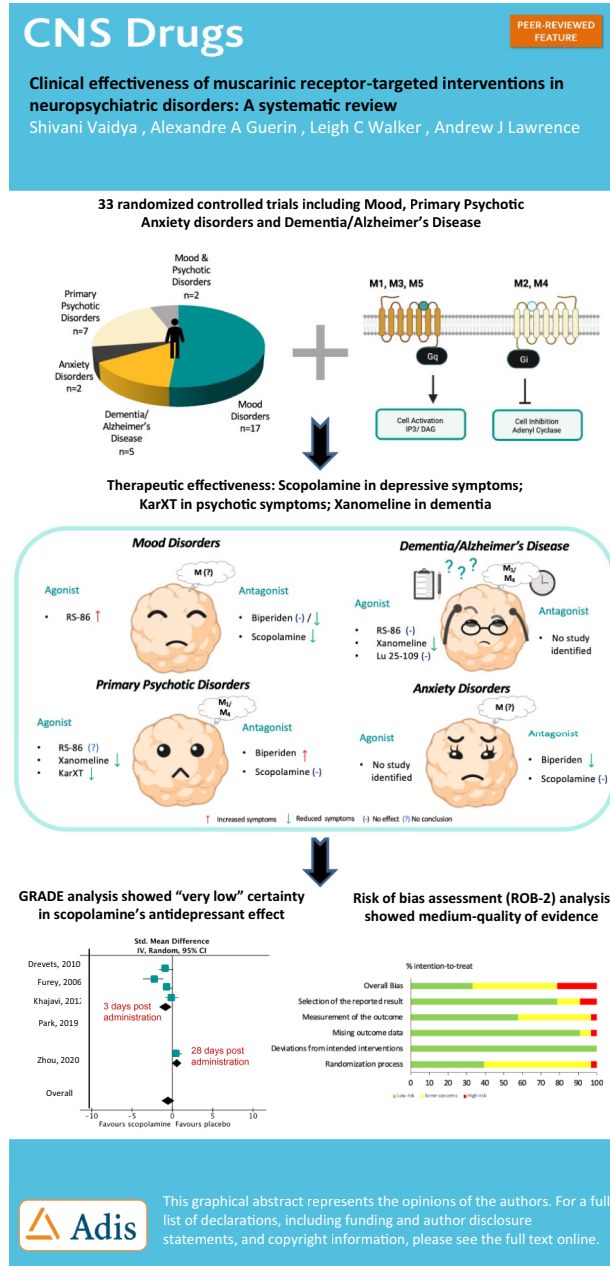 CNS Drugs
PEER-REVIEWED
FEATURE
Clinical effectiveness of muscarinic receptor-targeted interventions in
neuropsychiatric disorders: A systematic review
Shivani Vaidya , Alexandre A Guerin , Leigh C Walker , Andrew J Lawrence
33 randomized controlled trials including Mood, Primary Psychotic
Anxiety disorders and Dementia/Alzheimer's Disease
Mood &
Psychotic
Disorders
n=2
Primary
Psychotic
Disorders
n=7
Anxiety
Disorders
n=2
Dementia/
Alzheimer's
Disease
n=5
Mood
Disorders
n=17
M1, M3, M5
Gq
Cell Activation
IP3/ DAG
M2, M4
Gi
Cell Inhibition
Adenyl Cyclase
Therapeutic effectiveness: Scopolamine in depressive symptoms;
KarXT in psychotic symptoms; Xanomeline in dementia
Mood Disorders
M (?)
Agonist
• RS-86 ↑
Antagonist
• Biperiden (-) / ↓
• Scopolamine ↓
Dementia/Alzheimer's Disease
? ? ?
M1/
M4
Agonist
• RS-86 (-)
• Xanomeline ↓
• Lu 25-109 (-)
Antagonist
• No study
identified
Primary Psychotic Disorders
M1/
M4
Agonist
• RS-86 (?)
• Xanomeline ↓
• KarXT ↓
Antagonist
• Biperiden ↑
• Scopolamine (-)
Anxiety Disorders
M (?)
Agonist
• No study
identified
Antagonist
• Biperiden ↓
• Scopolamine (-)
↑ Increased symptoms ↓ Reduced symptoms (-) No effect (?) No conclusion
GRADE analysis showed "very low" certainty
in scopolamine's antidepressant effect
Std. Mean Difference
IV, Random, 95% CI
Drevets, 2010
Furey, 2006
Khajavi, 201
3 days post
administration
Park, 2019
Zhou, 2020
28 days post
administration
Overall
-10 -5 0 5 10
Favours scopolamine Favours placebo
Risk of bias assessment (ROB-2) analysis
showed medium-quality of evidence
% intention-to-treat
Overall Bias
Selection of the reported result
Measurement of the outcome
Mising outcome data
Deviations from intended interventions
Randomization process
0 10 20 30 40 50 60 70 80 90 100
Low risk Some concerns High risk
Adis
This graphical abstract represents the opinions of the authors. For a full
list of declarations, including funding and author disclosure
statements, and copyright information, please see the full text online.